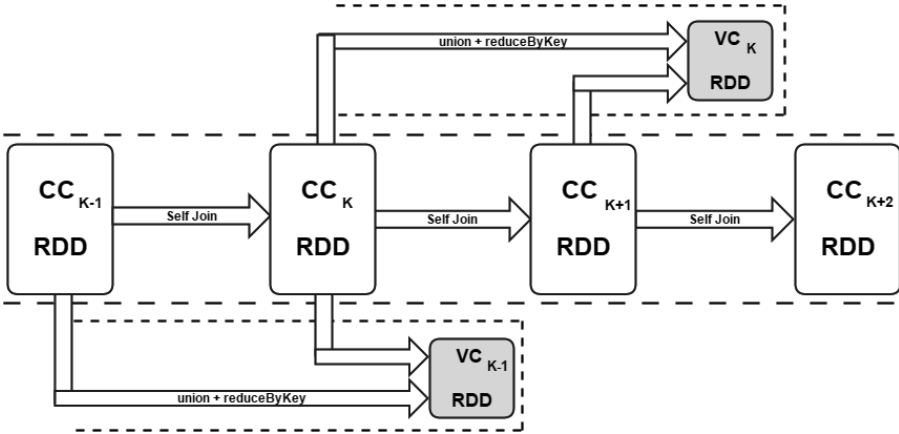 union + reduceByKey
VC K
RDD
CC K-1
RDD
Self Join
CC K
RDD
Self Join
CC K+1
RDD
Self Join
CC K+2
RDD
VC K-1
RDD
union + reduceByKey